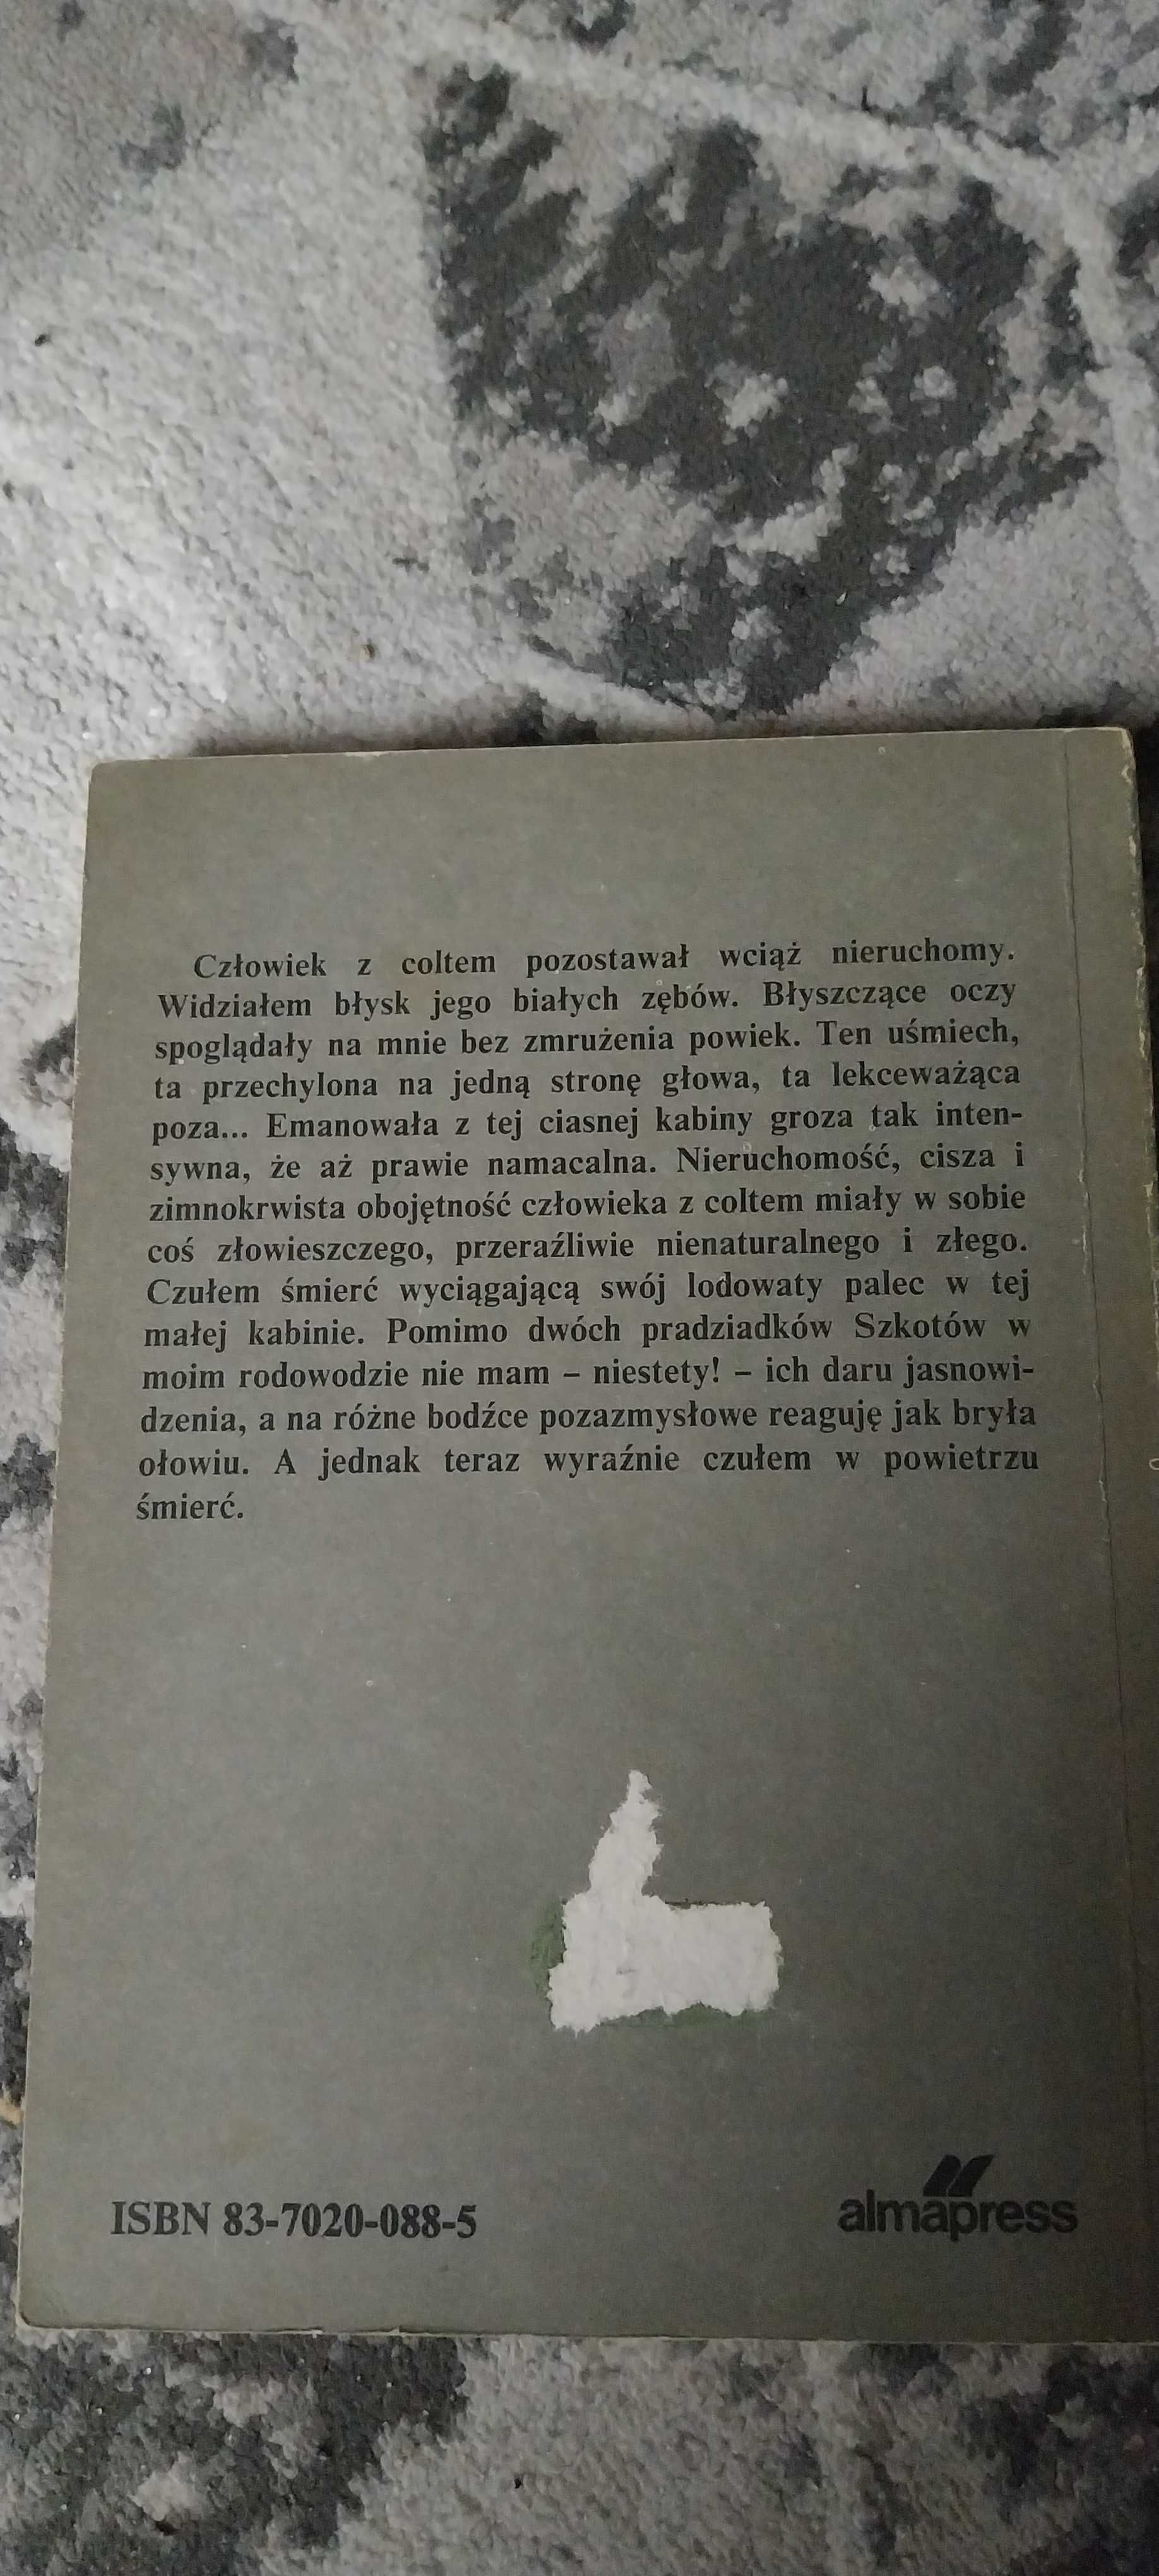 Człowiek z coltem pozostawał wciąż nieruchomy.
Widziałem błysk jego białych zębów. Błyszczące oczy
spoglądały na mnie bez zmrużenia powiek. Ten uśmiech,
ta przechylona na jedną stronę głowa, ta lekceważąca
poza... Emanowała z tej ciasnej kabiny groza tak inten-
sywna, że aż prawie namacalna. Nieruchomość, cisza i
zimnokrwista obojętność człowieka z coltem miały w sobie
coś złowieszczego, przeraźliwie nienaturalnego i złego.
Czułem śmierć wyciągającą swój lodowaty palec w tej
małej kabinie. Pomimo dwóch pradziadków Szkotów w
moim rodowodzie nie mam – niestety! – ich daru jasnowi-
dzenia, a na różne bodźce pozazmysłowe reaguję jak bryła
ołowiu. A jednak teraz wyraźnie czułem w powietrzu
śmierć.
ISBN 83-7020-088-5
almapress